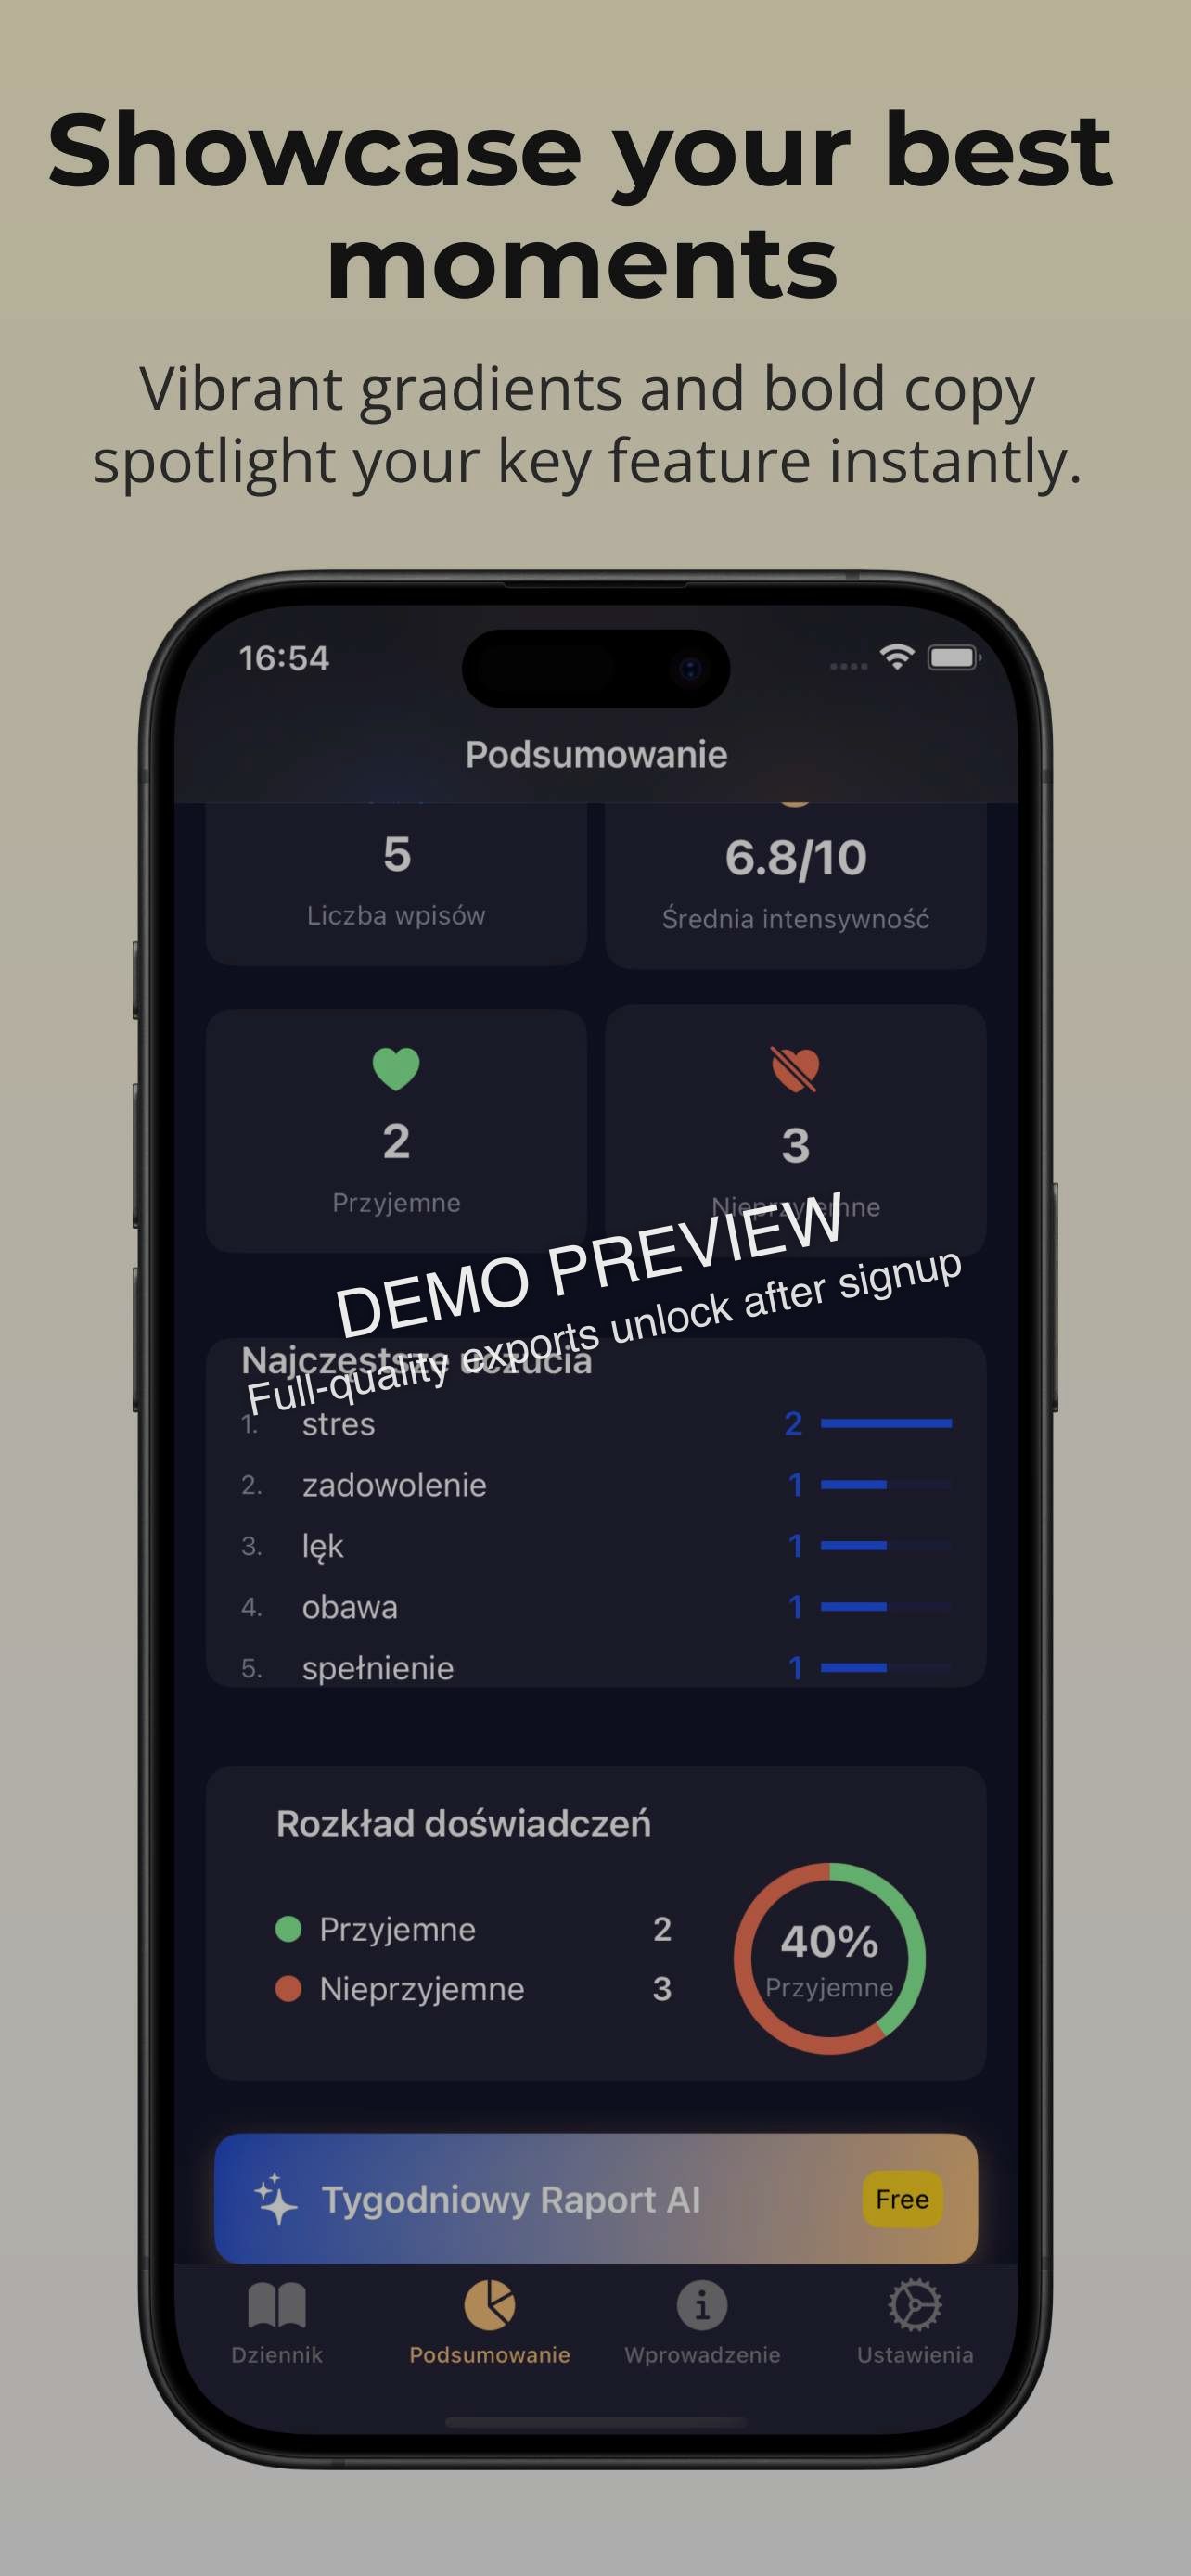 Showcase your best
moments
Vibrant gradients and bold copy
spotlight your key feature instantly.
16:54
Podsumowanie
5
Liczba wpisów
6.8/10
Średnia intensywność
2
Przyjemne
3
Nieprzyjemne
DEMO PREVIEW
Full-quality exports unlock after signup
Najczęstsze uczucia
1. stres 2
2. zadowolenie 1
3. lęk 1
4. obawa 1
5. spełnienie 1
Rozkład doświadczeń
Przyjemne 2
Nieprzyjemne 3
40%
Przyjemne
Tygodniowy Raport AI
Free
Dziennik
Podsumowanie
Wprowadzenie
Ustawienia